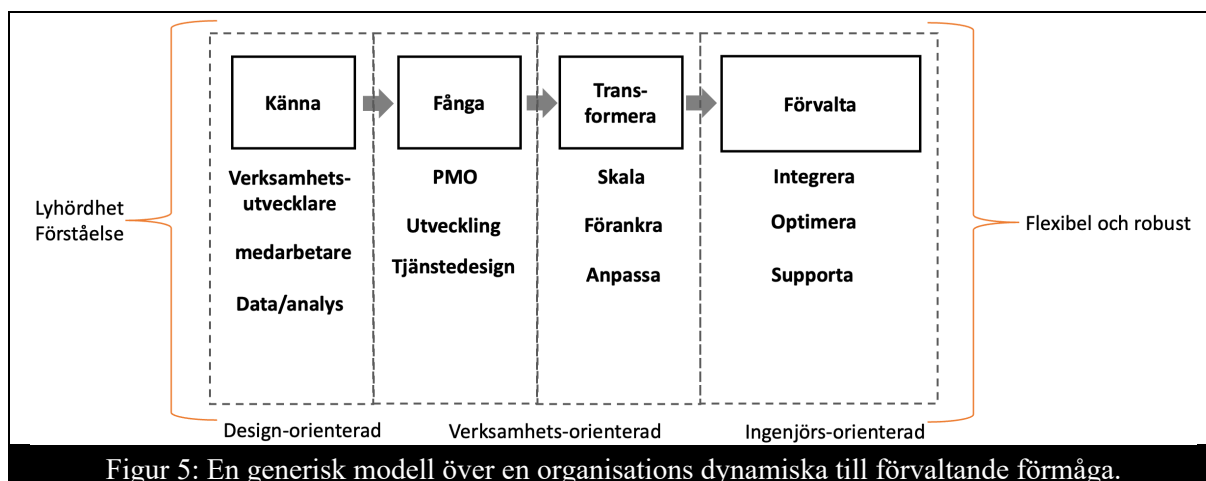 Känna
Fånga
Trans-
formera
Förvalta
Verksamhets-
utvecklare
medarbetare
Data/analys
PMO
Utveckling
Tjänstedesign
Skala
Förankra
Anpassa
Integrera
Optimera
Supporta
Lyhördhet
Förståelse
Flexibel och robust
Design-orienterad
Verksamhets-orienterad
Ingenjörs-orienterad
Figur 5: En generisk modell över en organisations dynamiska till förvaltande förmåga.